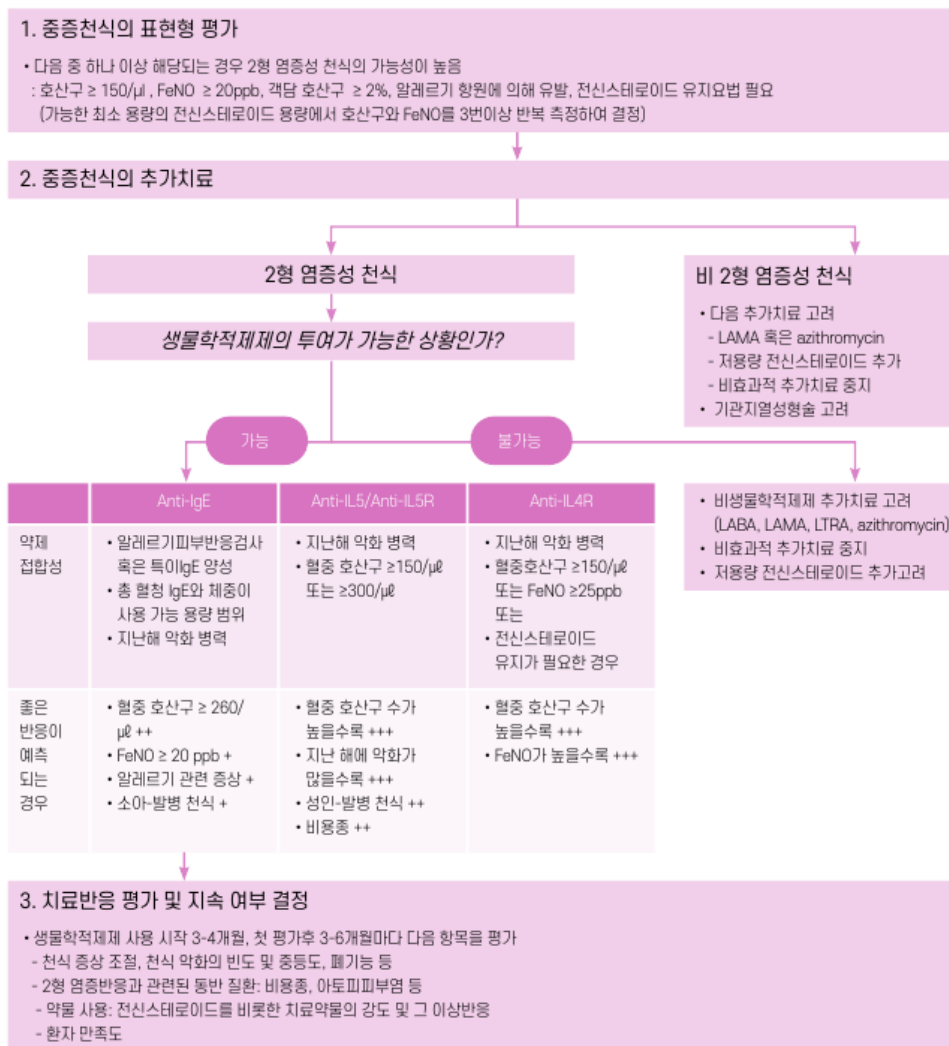 1. 중증천식의 표현형 평가
• 다음 중 하나 이상 해당되는 경우 2형 염증성 천식의 가능성이 높음
: 호산구 ≥ 150/μl , FeNO ≥ 20ppb, 객담 호산구 ≥ 2%, 알레르기 항원에 의해 유발, 전신스테로이드 유지요법 필요
(가능한 최소 용량의 전신스테로이드 용량에서 호산구와 FeNO를 3번이상 반복 측정하여 결정)
2. 중증천식의 추가치료
2형 염증성 천식
생물학적제제의 투여가 가능한 상황인가?
비 2형 염증성 천식
• 다음 추가치료 고려
- LAMA 혹은 azithromycin
- 저용량 전신스테로이드 추가
- 비효과적 추가치료 중지
• 기관지열성형술 고려
가능
불가능
Anti-IgE
Anti-IL5/Anti-IL5R
Anti-IL4R
약제
접합성
• 알레르기피부반응검사
혹은 특이IgE 양성
• 총 혈청 IgE와 체중이
사용 가능 용량 범위
• 지난해 악화 병력
• 지난해 악화 병력
• 혈중 호산구 ≥150/㎕
또는 ≥300/㎕
• 지난해 악화 병력
• 혈중호산구 ≥150/㎕
또는 FeNO ≥25ppb
또는
• 전신스테로이드
유지가 필요한 경우
좋은
반응이
예측
되는
경우
• 혈중 호산구 ≥ 260/
㎕ ++
• FeNO ≥ 20 ppb +
• 알레르기 관련 증상 +
• 소아-발병 천식 +
• 혈중 호산구 수가
높을수록 +++
• 지난 해에 악화가
많을수록 +++
• 성인-발병 천식 ++
• 비용종 ++
• 혈중 호산구 수가
높을수록 +++
• FeNO가 높을수록 +++
• 비생물학적제제 추가치료 고려
(LABA, LAMA, LTRA, azithromycin)
• 비효과적 추가치료 중지
• 저용량 전신스테로이드 추가고려
3. 치료반응 평가 및 지속 여부 결정
• 생물학적제제 사용 시작 3-4개월, 첫 평가후 3-6개월마다 다음 항목을 평가
- 천식 증상 조절, 천식 악화의 빈도 및 중등도, 폐기능 등
- 2형 염증반응과 관련된 동반 질환: 비용종, 아토피피부염 등
- 약물 사용: 전신스테로이드를 비롯한 치료약물의 강도 및 그 이상반응
- 환자 만족도